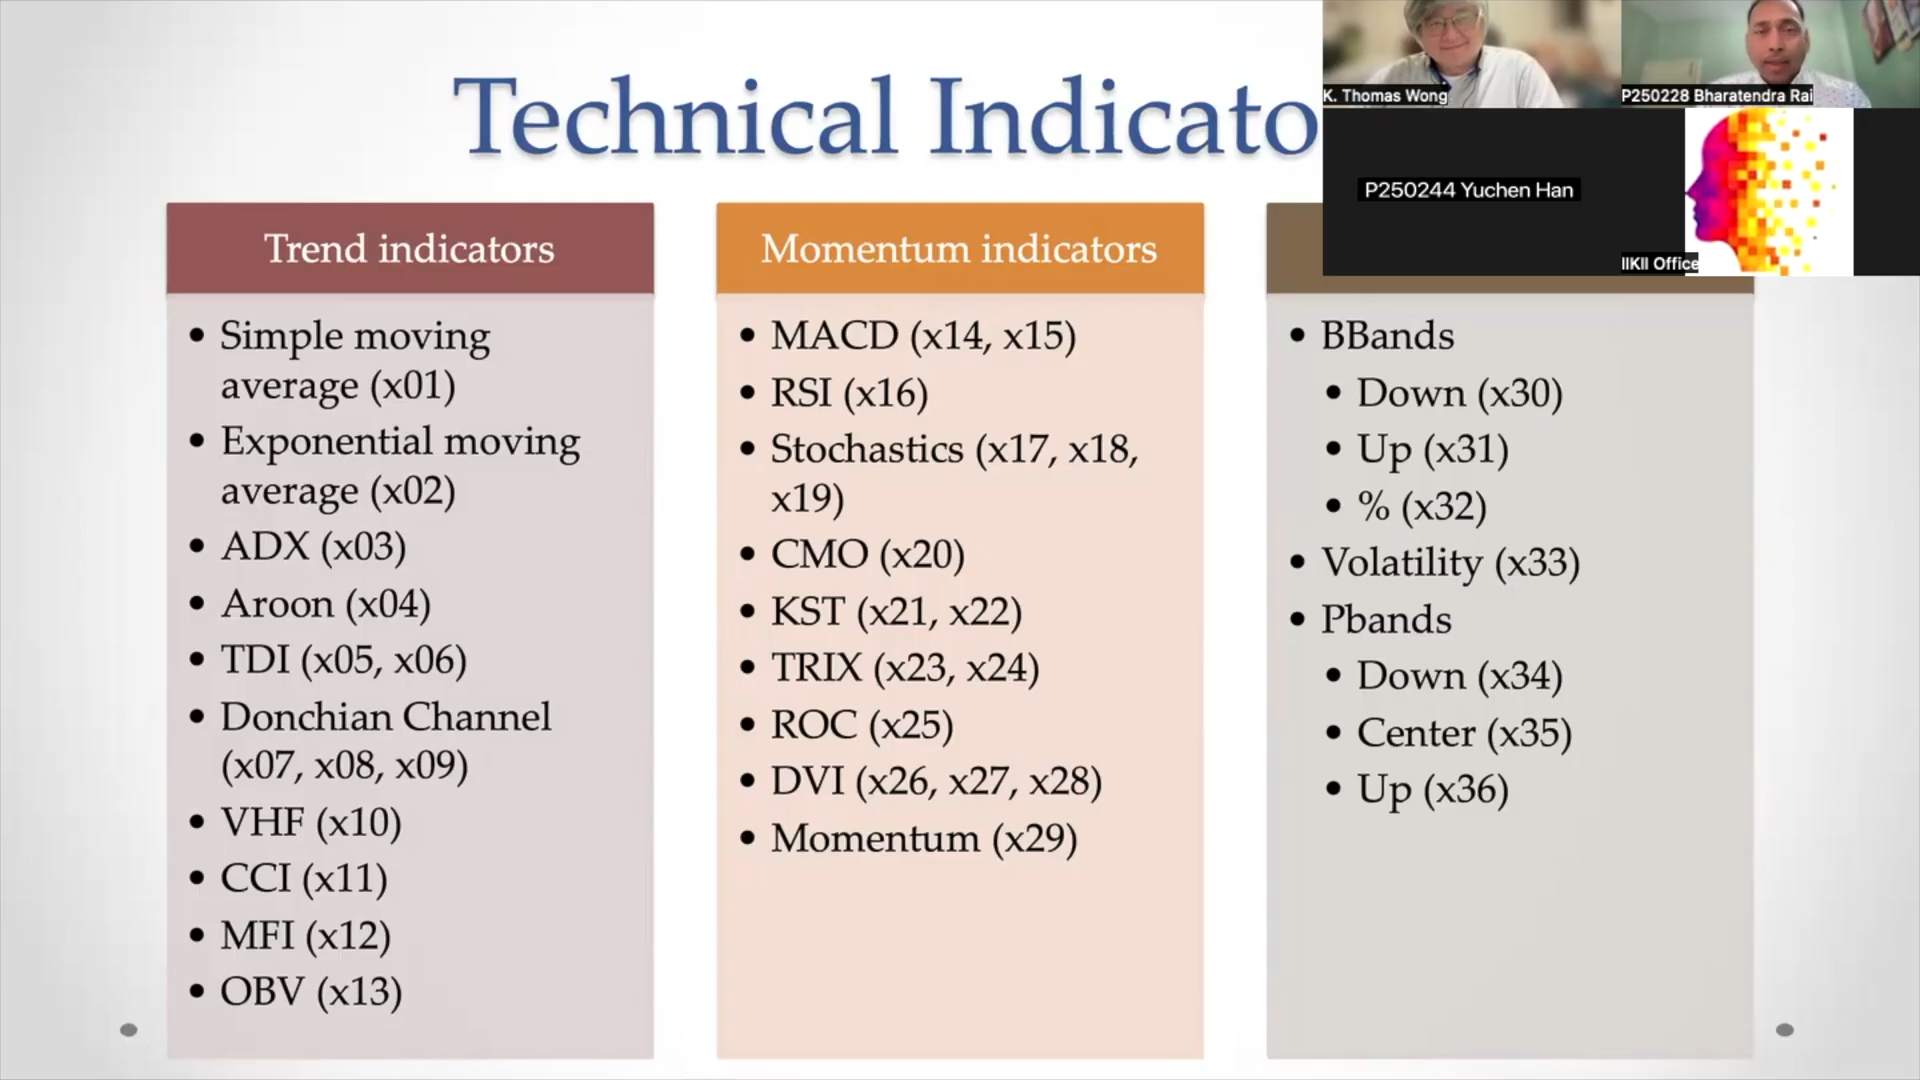 Technical Indicato
K. Thomas Wong
P250228 Bharatendra Rai
P250244 Yuchen Han
IIKII Office
Trend indicators
• Simple moving
average (x01)
• Exponential moving
average (x02)
• ADX (x03)
• Aroon (x04)
• TDI (x05, x06)
• Donchian Channel
(x07, x08, x09)
• VHF (x10)
• CCI (x11)
• MFI (x12)
• OBV (x13)
Momentum indicators
• MACD (x14, x15)
• RSI (x16)
• Stochastics (x17, x18,
x19)
• CMO (x20)
• KST (x21, x22)
• TRIX (x23, x24)
• ROC (x25)
• DVI (x26, x27, x28)
• Momentum (x29)
• BBands
• Down (x30)
• Up (x31)
• % (x32)
• Volatility (x33)
• Pbands
• Down (x34)
• Center (x35)
• Up (x36)